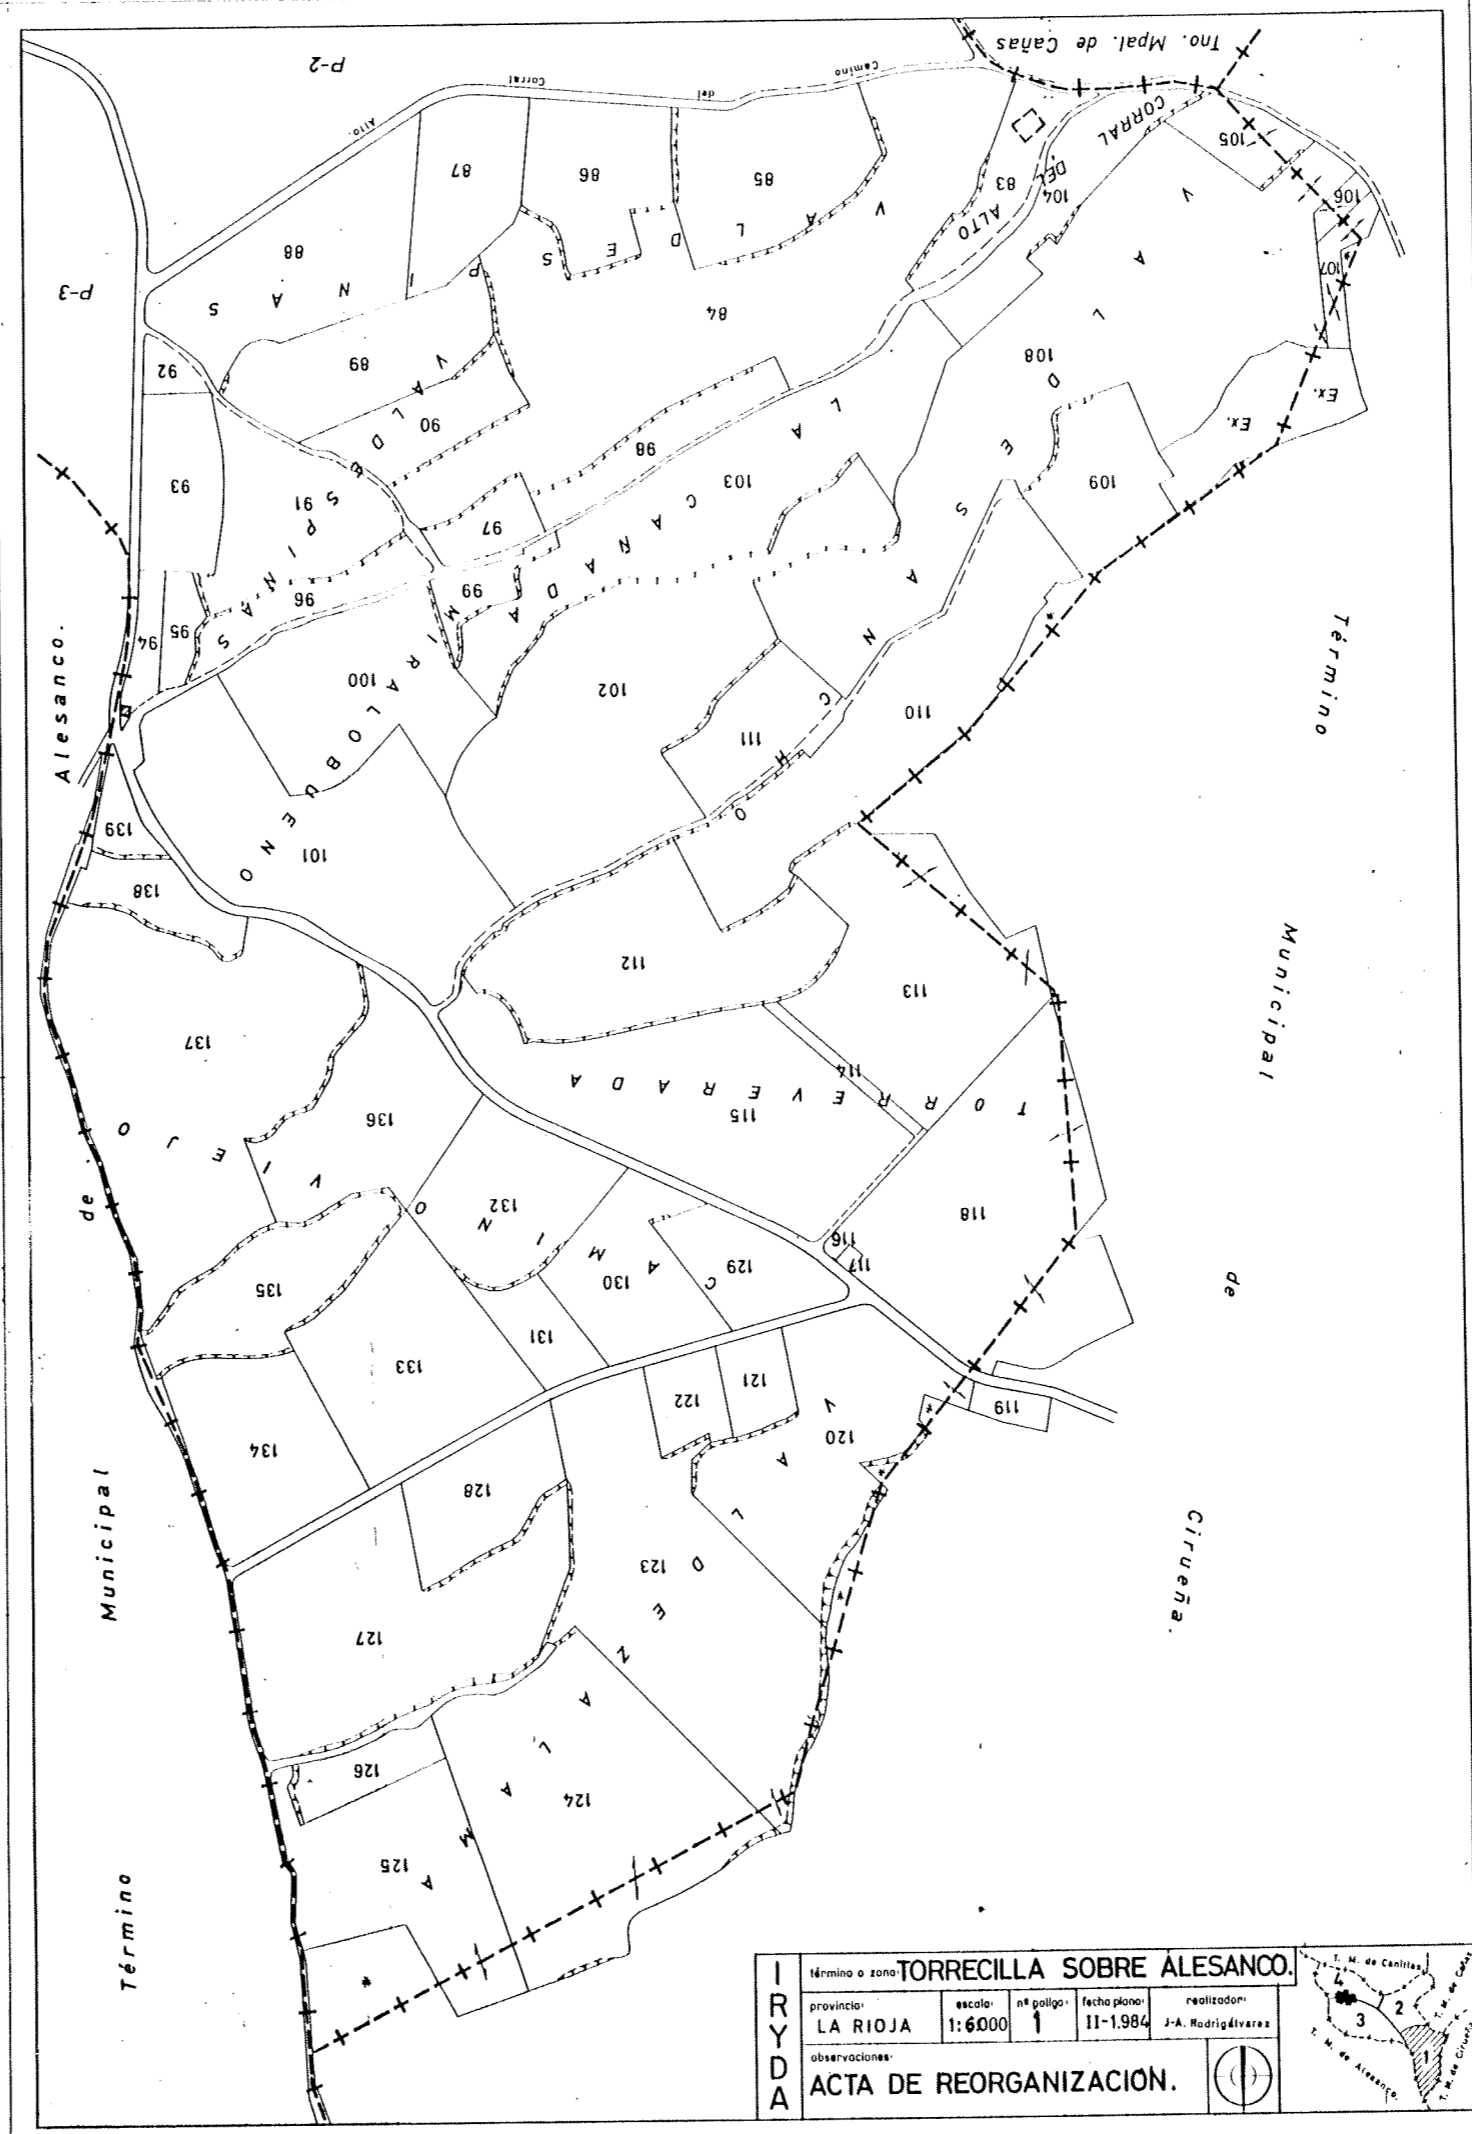 Tno. Mpal. de Cañas
P-2
Camino del Corral Alto.
P-3
CORRAL DEL ALTO
83
84
85
86
87
88
89
90
91
92
93
94
95
96
97
98
99
100
101
102
103
104
105
106
107
108
109
110
111
112
113
114
115
116
117
118
119
120
121
122
123
124
125
126
127
128
129
130
131
132
133
134
135
136
137
138
139
Ex.
Ex.
VALDESPINSAN
VALDESPINSA
MIRALOBUENO
LA CAÑADA
VALDESANCHO
TORREVERADA
CAMINO VIEJO
VALDEZALAMA
Término Municipal de Alesanco.
Término Municipal de Cirueña.
IRYDA
término o zona: TORRECILLA SOBRE ALESANCO.
provincia: LA RIOJA
escala: 1:6.000
nº poligo: 1
fecha plano: II-1.984
realizador: J-A. Rodrigálvarez
observaciones: ACTA DE REORGANIZACIÓN.
T. M. de Canillas
T. M. de Cañas
T. M. de Cirueña
T. M. de Alesanco.
4
2
3
1